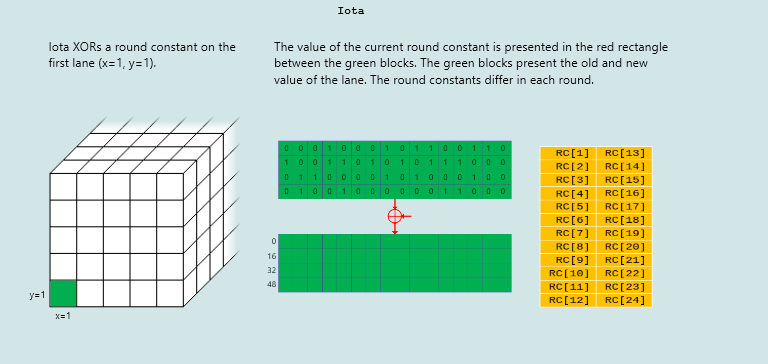 Iota
Iota XORs a round constant on the
first lane (x=1, y=1).
The value of the current round constant is presented in the red rectangle
between the green blocks. The green blocks present the old and new
value of the lane. The round constants differ in each round.
0 0 0 1 0 0 0 1 0 1 1 0 0 1 1 0
1 0 0 1 1 0 1 0 1 0 1 1 1 0 0 0
0 1 1 0 0 0 0 1 0 1 0 0 0 1 0 0
0 1 0 0 1 0 0 0 0 0 0 1 1 0 0 0
0
16
32
48
y=1
x=1
RC[1] RC[13]
RC[2] RC[14]
RC[3] RC[15]
RC[4] RC[16]
RC[5] RC[17]
RC[6] RC[18]
RC[7] RC[19]
RC[8] RC[20]
RC[9] RC[21]
RC[10] RC[22]
RC[11] RC[23]
RC[12] RC[24]